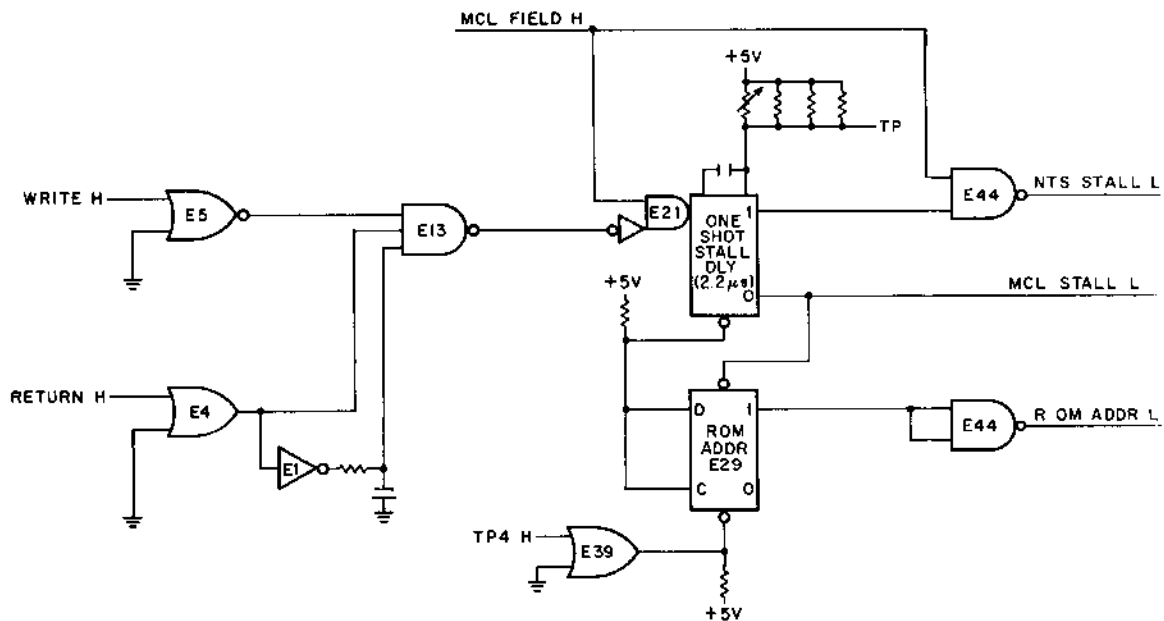 MCL FIELD H
+5V
TP
WRITE H
E5
E13
E21
ONE
SHOT
STALL
DLY
(2.2μs)
1
0
E44
NTS STALL L
+5V
MCL STALL L
RETURN H
E4
E1
D 1
ROM
ADDR
E29
C 0
E44
ROM ADDR L
TP4 H
E39
+5V